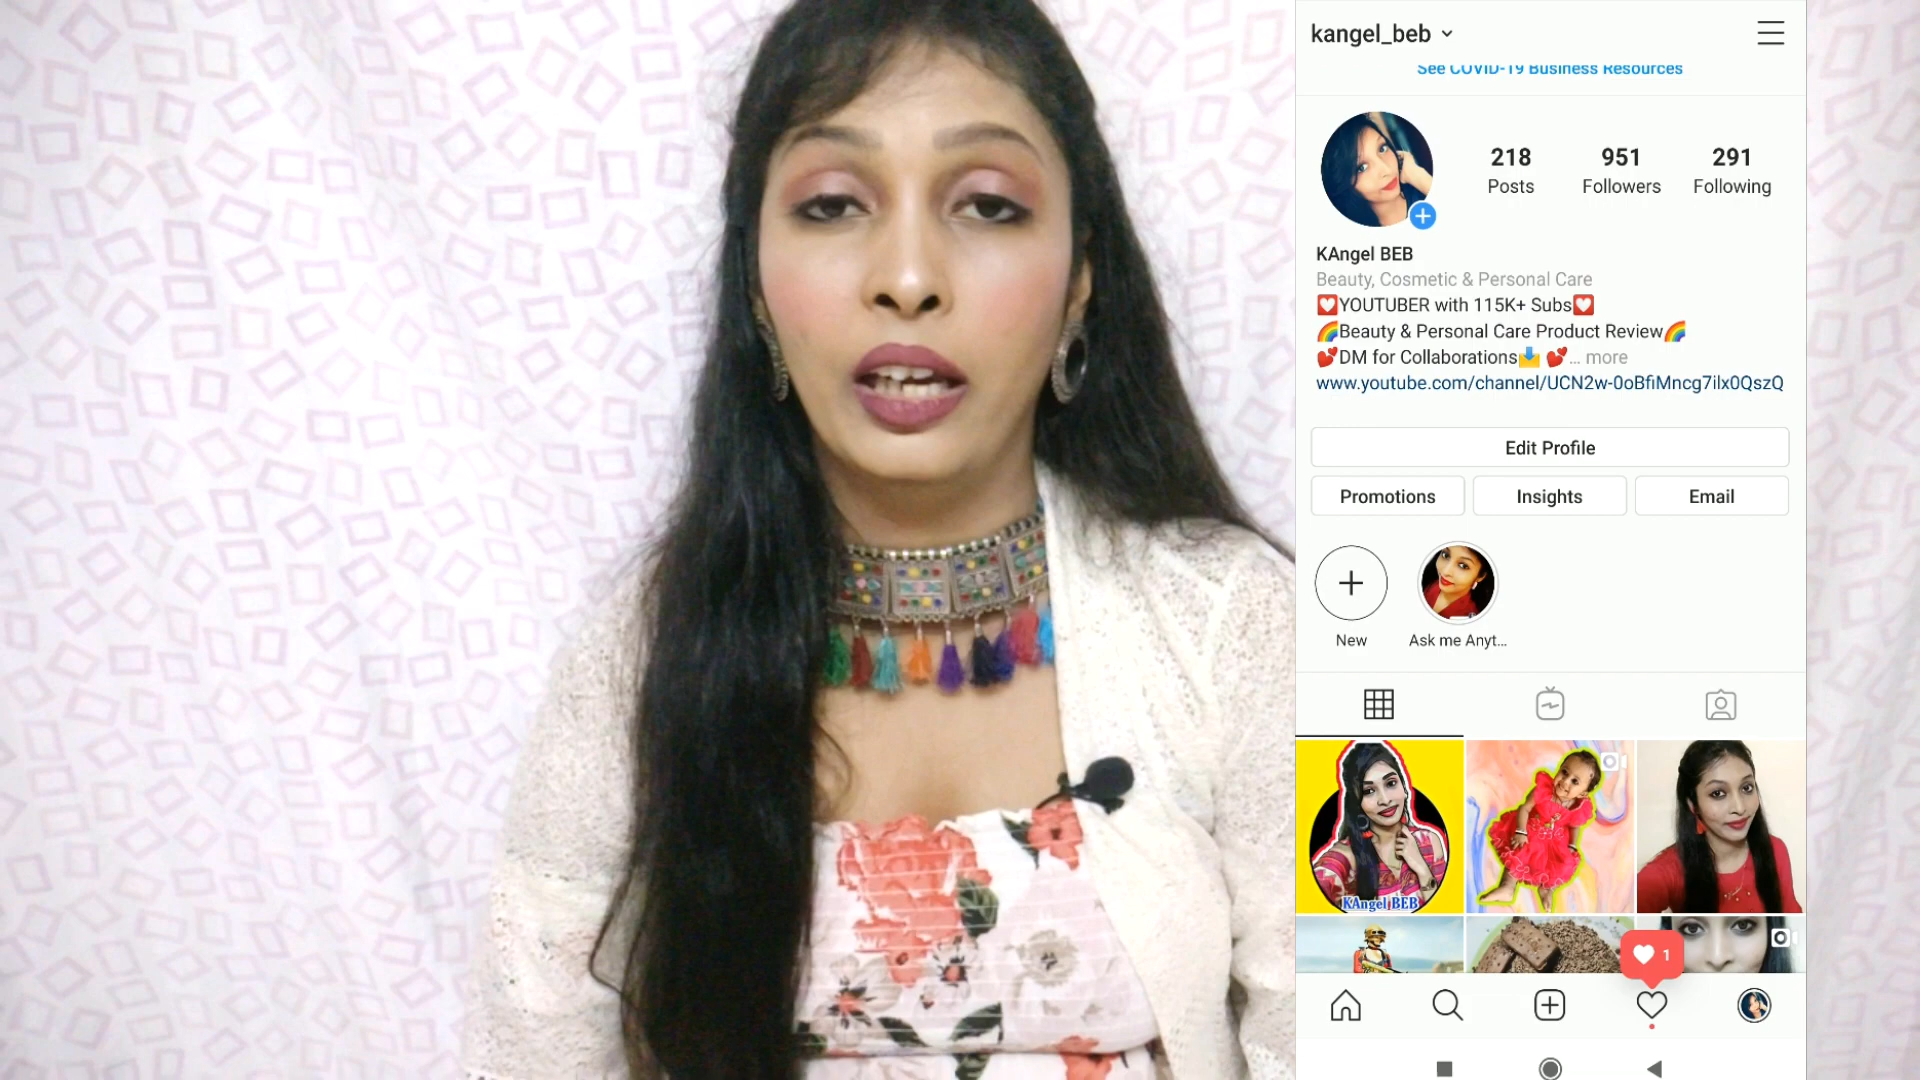 kangel_beb
See COVID-19 Business Resources
218 951 291
Posts Followers Following
KAngel BEB
Beauty, Cosmetic & Personal Care
💟YOUTUBER with 115K+ Subs💟
🌈Beauty & Personal Care Product Review🌈
💕DM for Collaborations📩 💕... more
www.youtube.com/channel/UCN2w-0oBfiMncg7ilx0QszQ
Edit Profile
Promotions Insights Email
New Ask me Anyt...
KAngel BEB
1